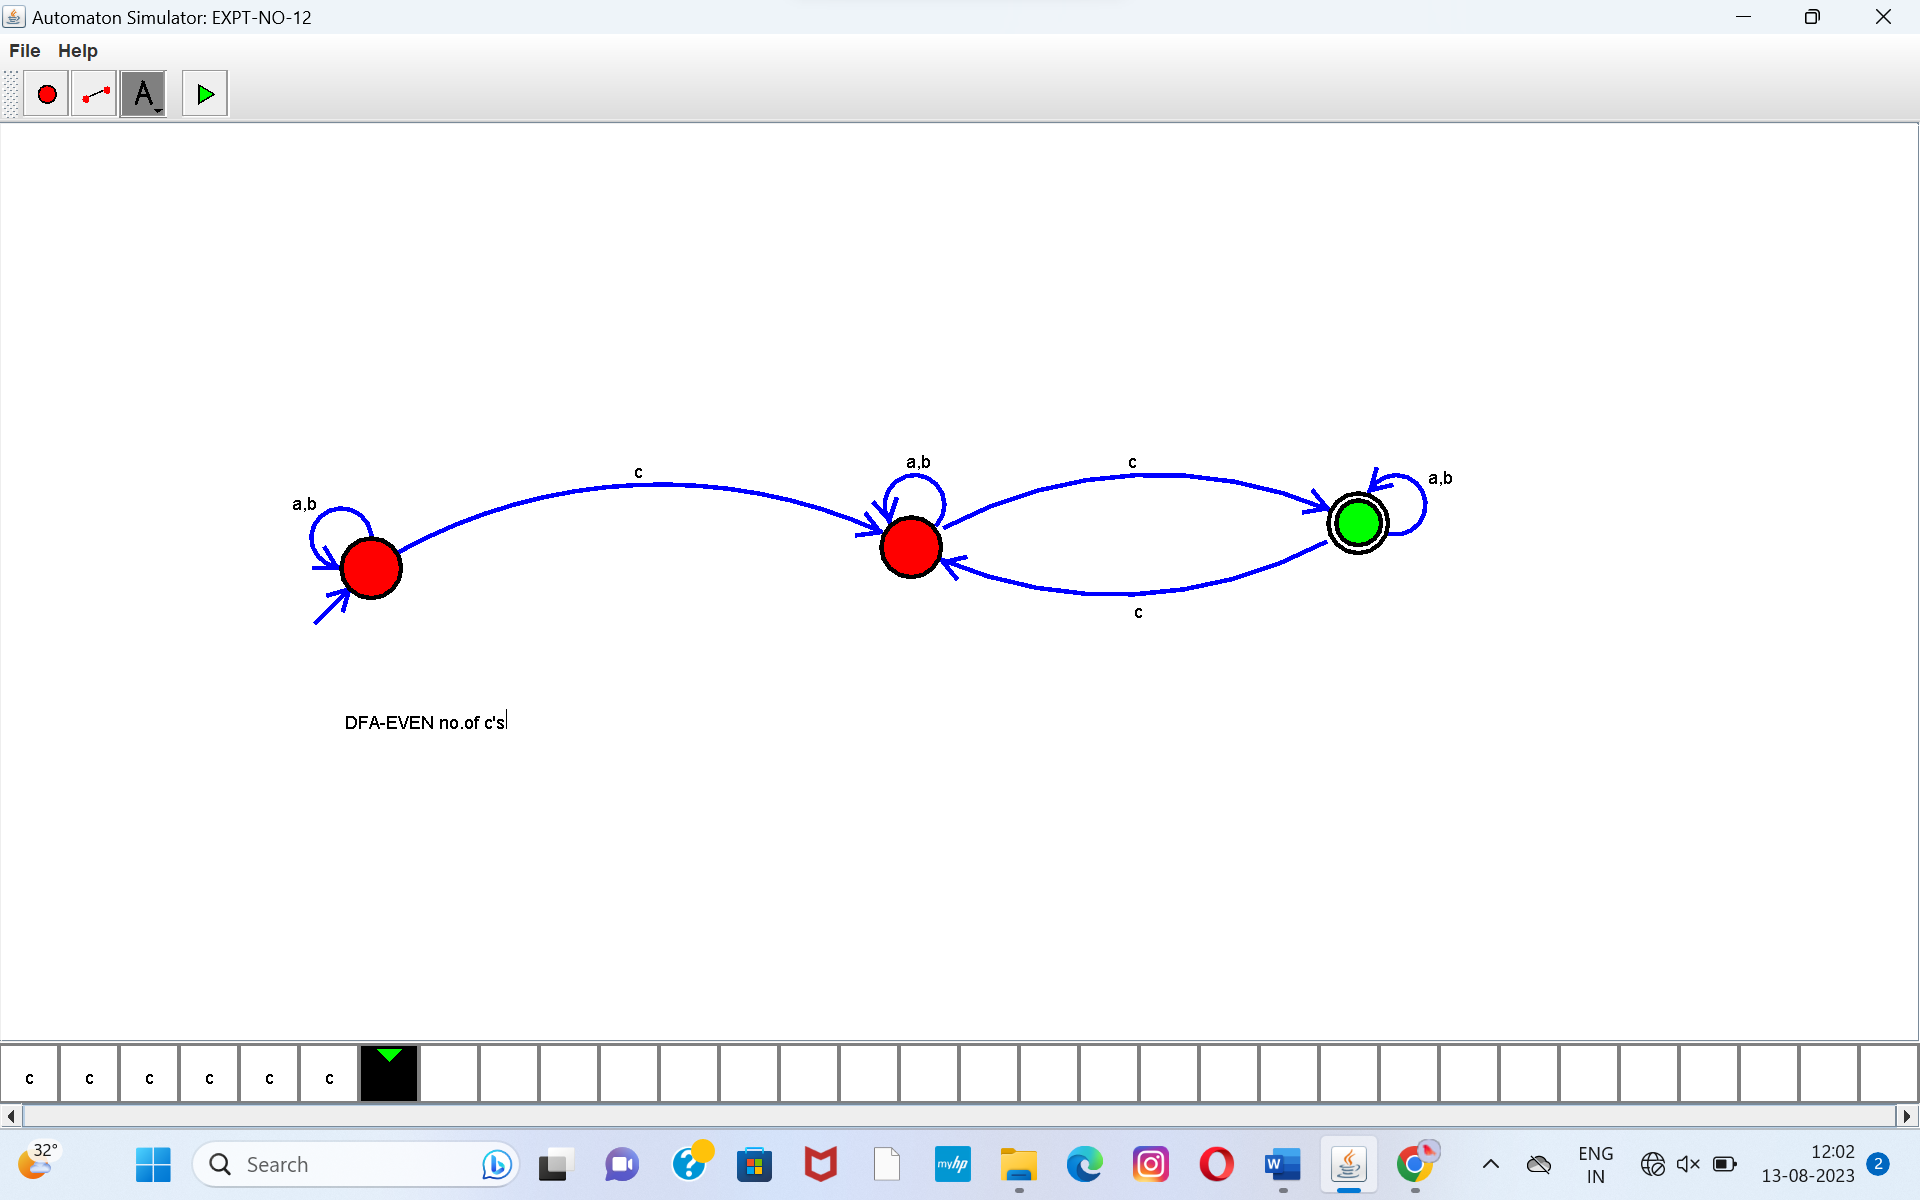 Automaton Simulator: EXPT-NO-12
File Help
A
c
a,b
c
a,b
a,b
c
DFA-EVEN no.of c's
c c c c c c
32°
Search
myhp
W
ENG
IN
12:02
13-08-2023
2